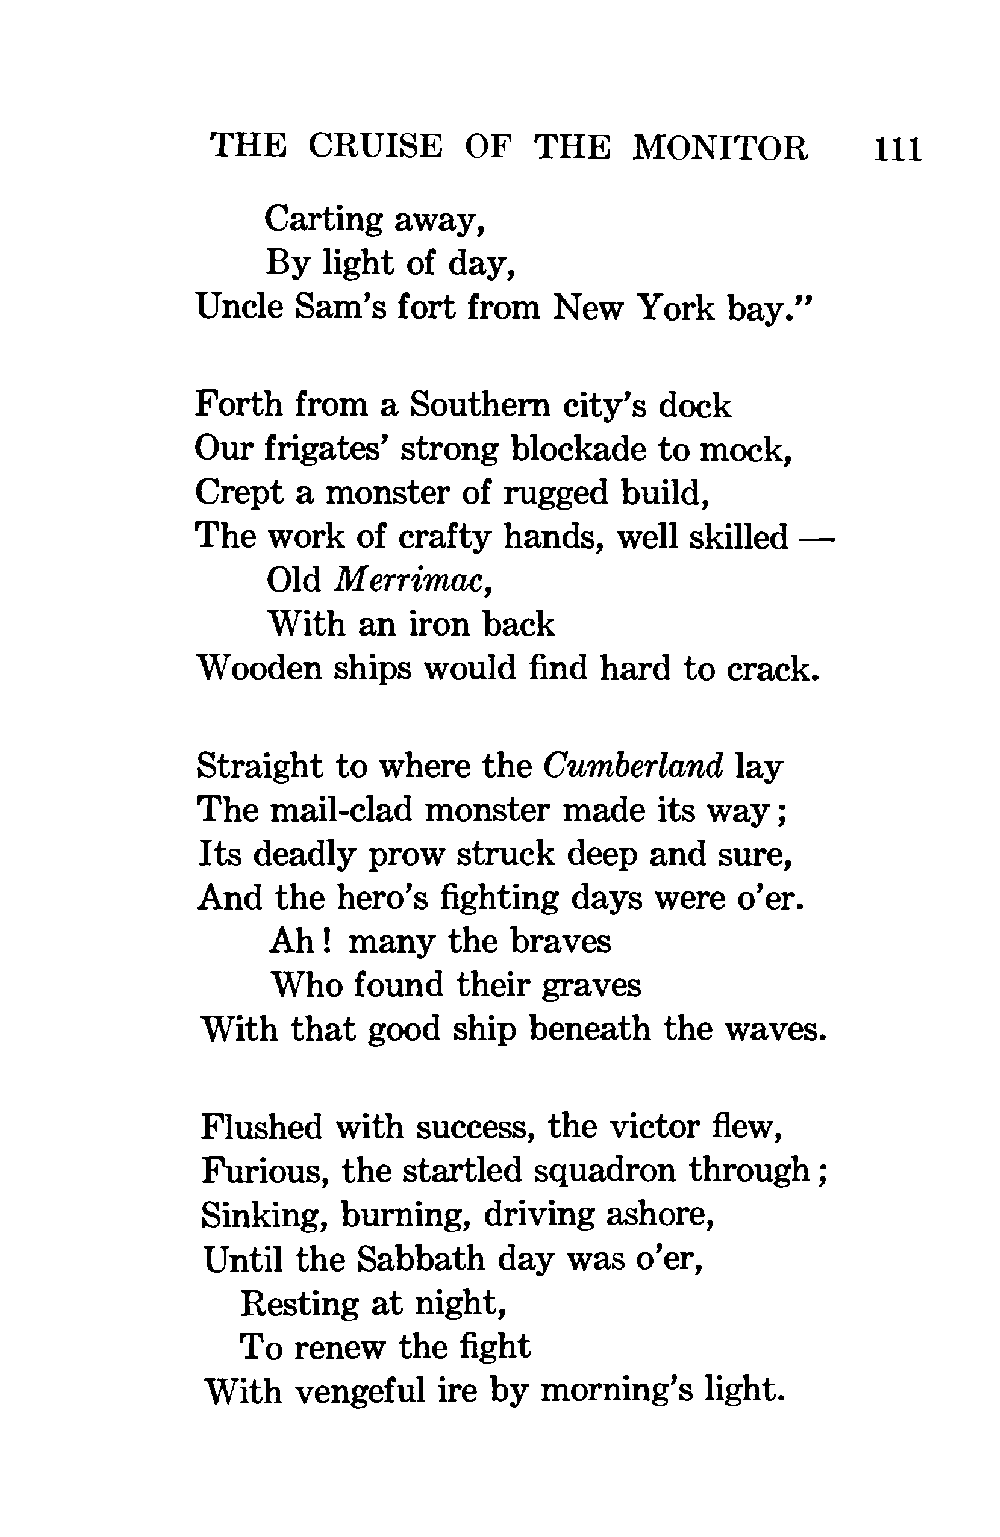 THE CRUISE OF THE MONITOR 111
Carting away,
By light of day,
Uncle Sam's fort from New York bay."
Forth from a Southern city's dock
Our frigates' strong blockade to mock,
Crept a monster of rugged build,
The work of crafty hands, well skilled —
Old Merrimac,
With an iron back
Wooden ships would find hard to crack.
Straight to where the Cumberland lay
The mail-clad monster made its way;
Its deadly prow struck deep and sure,
And the hero's fighting days were o'er.
Ah! many the braves
Who found their graves
With that good ship beneath the waves.
Flushed with success, the victor flew,
Furious, the startled squadron through;
Sinking, burning, driving ashore,
Until the Sabbath day was o'er,
Resting at night,
To renew the fight
With vengeful ire by morning's light.